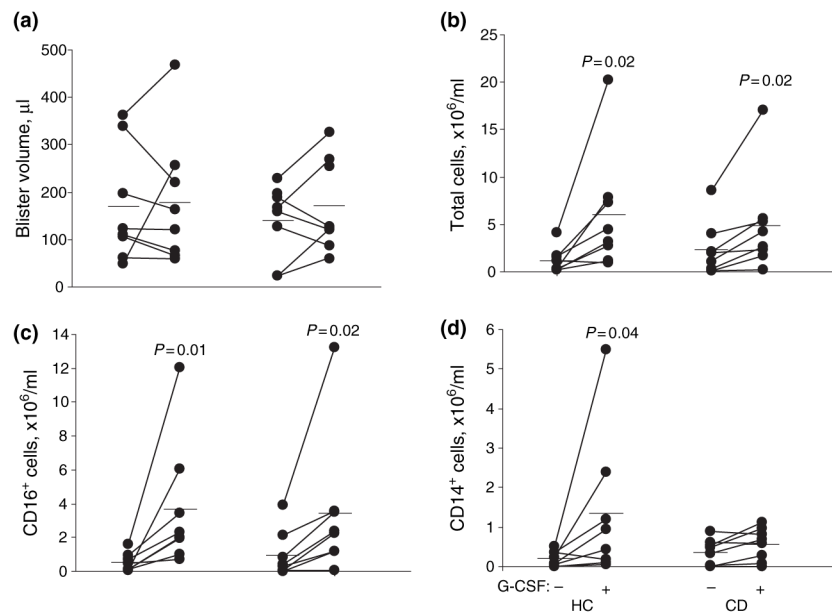 (a)
500
400
300
200
100
0
Blister volume, μl
(b)
25
20
15
10
5
0
Total cells, x10⁶/ml
P=0.02
P=0.02
(c)
14
12
10
8
6
4
2
0
CD16⁺ cells, x10⁶/ml
P=0.01
P=0.02
(d)
6
5
4
3
2
1
0
CD14⁺ cells, x10⁶/ml
P=0.04
G-CSF: – + – +
HC CD